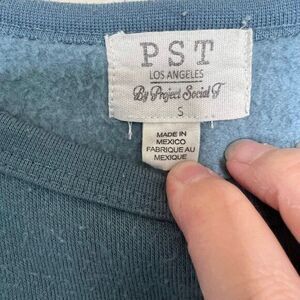 PST
LOS ANGELES
By Project Social T
S
MADE IN
MEXICO
FABRIQUE AU
MEXIQUE